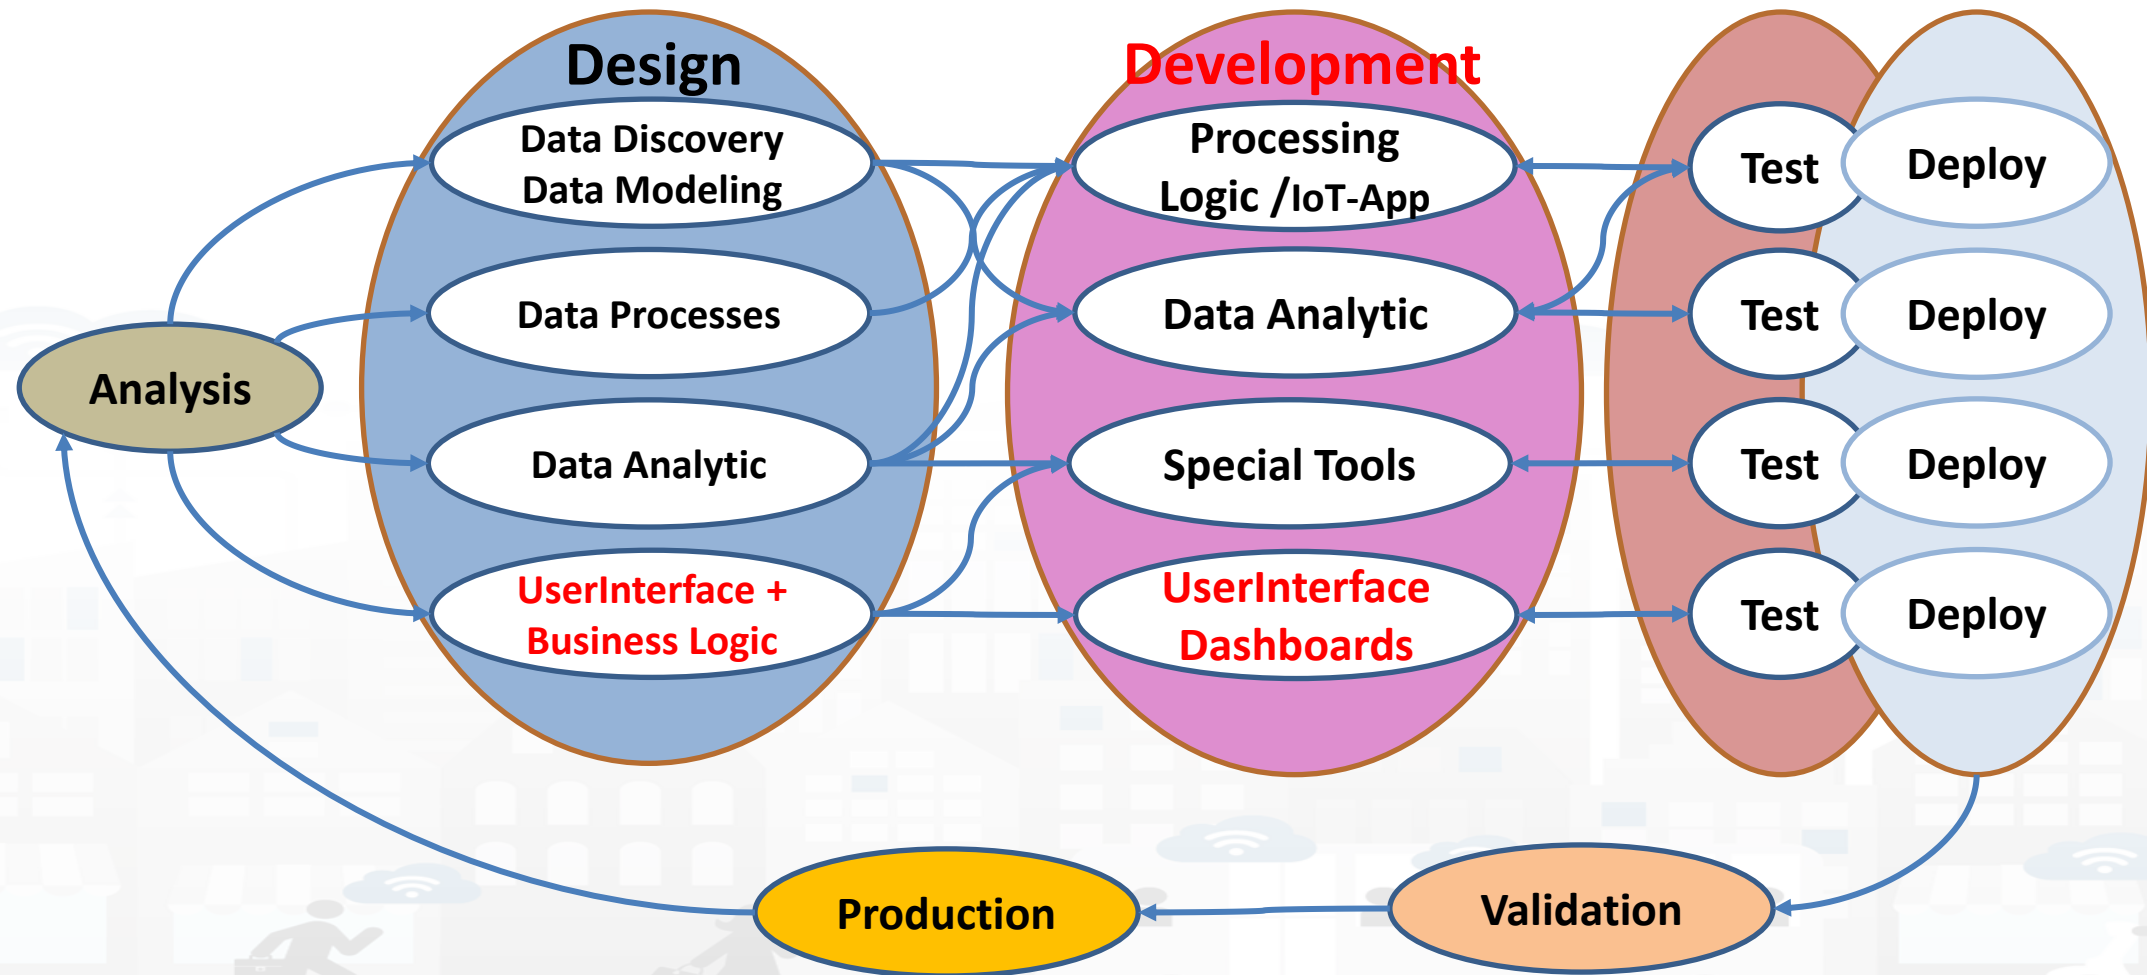 Design
Data Discovery
Data Modeling
Data Processes
Data Analytic
UserInterface +
Business Logic
Analysis
Development
Processing
Logic /IoT-App
Data Analytic
Special Tools
UserInterface
Dashboards
Test
Deploy
Test
Deploy
Test
Deploy
Test
Deploy
Production
Validation